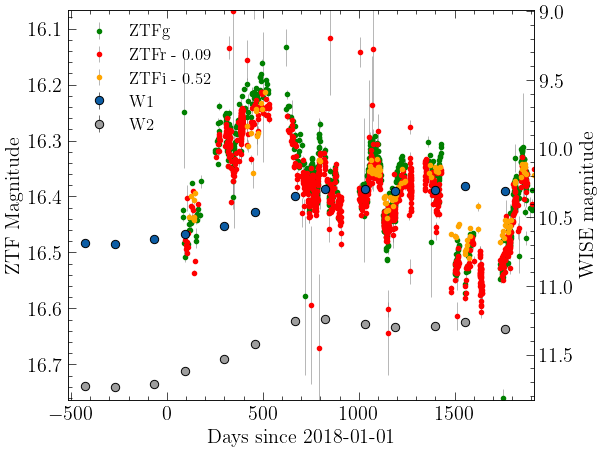 ZTFg
ZTFr - 0.09
ZTFi - 0.52
W1
W2
16.1
16.2
16.3
16.4
16.5
16.6
16.7
ZTF Magnitude
9.0
9.5
10.0
10.5
11.0
11.5
WISE magnitude
−500 0 500 1000 1500
Days since 2018-01-01